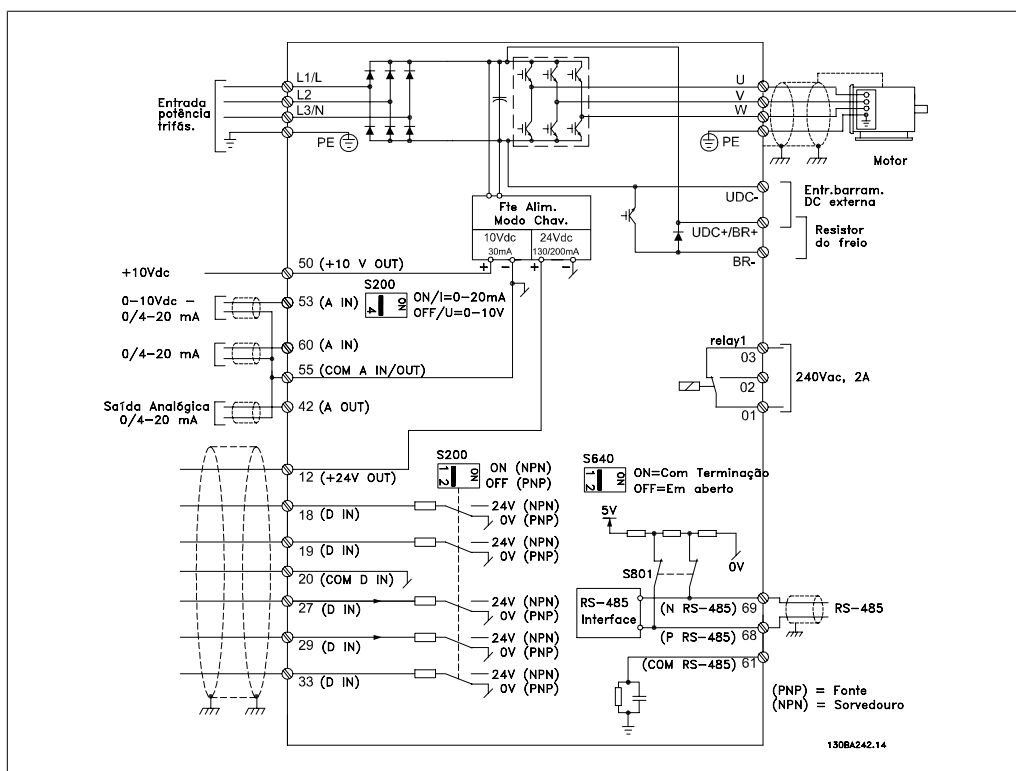 Entrada
potência
trifás.
L1/L
L2
L3/N
PE
U
V
W
PE
Motor
UDC-
Entr.barram.
DC externa
UDC+/BR+
Resistor
do freio
BR-
Fte Alim.
Modo Chav.
10Vdc
30mA
24Vdc
130/200mA
+ - + -
+10Vdc
50 (+10 V OUT)
0-10Vdc -
0/4-20 mA
53 (A IN)
S200
ON
4
ON/I=0-20mA
OFF/U=0-10V
0/4-20 mA
60 (A IN)
55 (COM A IN/OUT)
Saída Analógica
0/4-20 mA
42 (A OUT)
relay1
03
02
01
240Vac, 2A
12 (+24V OUT)
S200
ON
1 2
ON (NPN)
OFF (PNP)
18 (D IN)
24V (NPN)
0V (PNP)
19 (D IN)
24V (NPN)
0V (PNP)
20 (COM D IN)
27 (D IN)
24V (NPN)
0V (PNP)
29 (D IN)
24V (NPN)
0V (PNP)
33 (D IN)
24V (NPN)
0V (PNP)
S640
ON
1 2
ON=Com Terminação
OFF=Em aberto
5V
0V
S801
RS-485
Interface
(N RS-485) 69
(P RS-485) 68
(COM RS-485) 61
RS-485
(PNP) = Fonte
(NPN) = Sorvedouro
130BA242.14